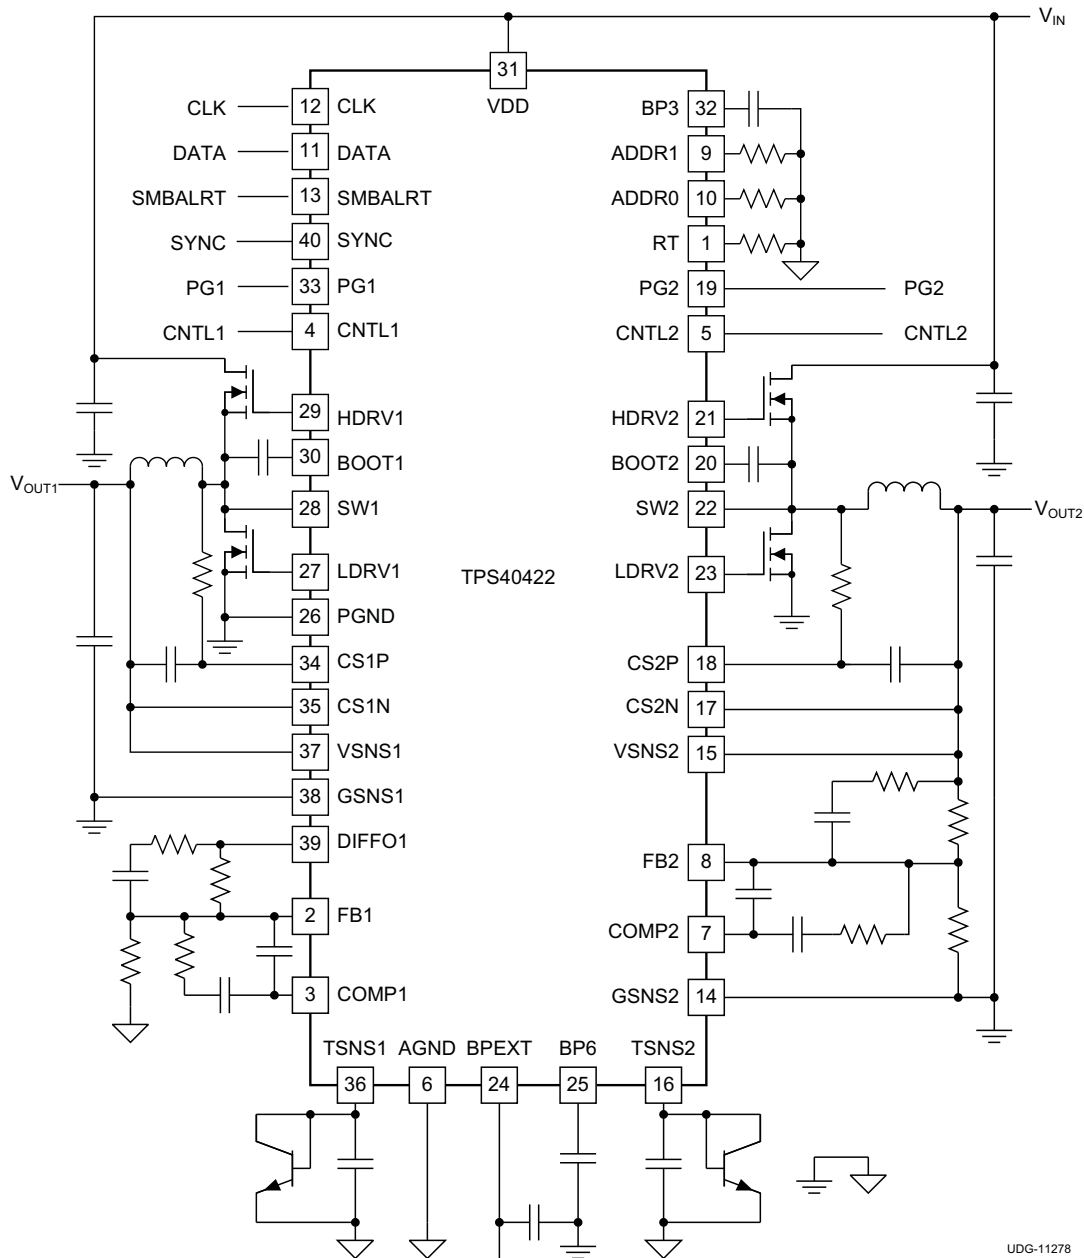 VIN
31
VDD
CLK 12 CLK
DATA 11 DATA
SMBALRT 13 SMBALRT
SYNC 40 SYNC
PG1 33 PG1
CNTL1 4 CNTL1
29 HDRV1
30 BOOT1
VOUT1
28 SW1
27 LDRV1
26 PGND
34 CS1P
35 CS1N
37 VSNS1
38 GSNS1
39 DIFFO1
2 FB1
3 COMP1
TPS40422
BP3 32
ADDR1 9
ADDR0 10
RT 1
PG2 19 PG2
CNTL2 5 CNTL2
HDRV2 21
BOOT2 20
SW2 22
VOUT2
LDRV2 23
CS2P 18
CS2N 17
VSNS2 15
FB2 8
COMP2 7
GSNS2 14
TSNS1 AGND BPEXT BP6 TSNS2
36 6 24 25 16
UDG-11278